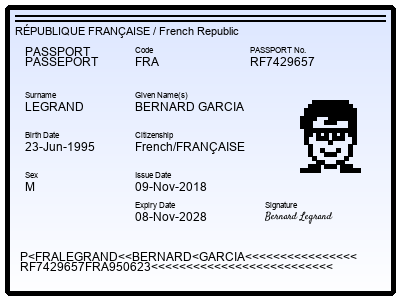 RÉPUBLIQUE FRANÇAISE / French Republic
PASSPORT
PASSEPORT
Code
FRA
PASSPORT No.
RF7429657
Surname
LEGRAND
Given Name(s)
BERNARD GARCIA
Birth Date
23-Jun-1995
Citizenship
French/FRANÇAISE
Sex
M
Issue Date
09-Nov-2018
Expiry Date
08-Nov-2028
Signature
Bernard Legrand
P<FRALEGRAND<<BERNARD<GARCIA<<<<<<<<<<<<<<<<
RF7429657FRA950623<<<<<<<<<<<<<<<<<<<<<<<<<<